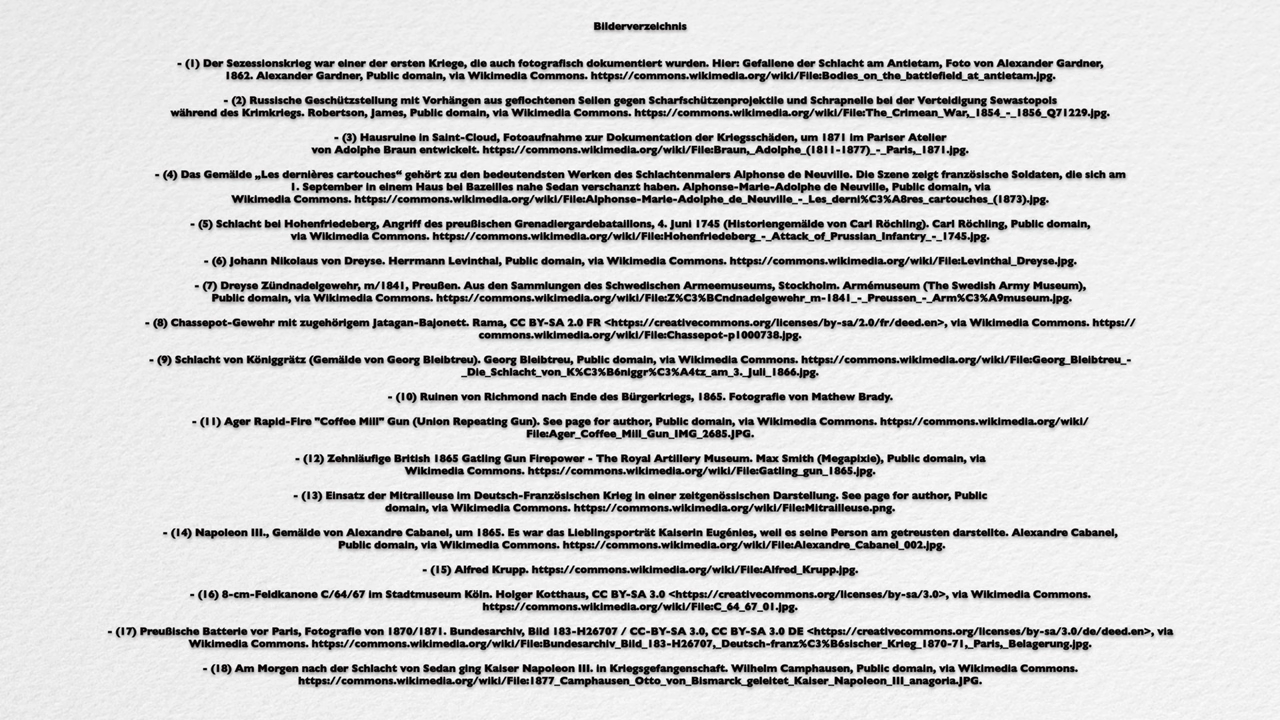 Bilderverzeichnis
- (1) Der Sezessionskrieg war einer der ersten Kriege, die auch fotografisch dokumentiert wurden. Hier: Gefallene der Schlacht am Antietam, Foto von Alexander Gardner,
1862. Alexander Gardner, Public domain, via Wikimedia Commons. https://commons.wikimedia.org/wiki/File:Bodies_on_the_battlefield_at_antietam.jpg.
- (2) Russische Geschützstellung mit Vorhängen aus geflochtenen Seilen gegen Scharfschützenprojektile und Schrapnelle bei der Verteidigung Sewastopols
während des Krimkriegs. Robertson, James, Public domain, via Wikimedia Commons. https://commons.wikimedia.org/wiki/File:The_Crimean_War,_1854_-_1856_Q71229.jpg.
- (3) Hausruine in Saint-Cloud, Fotoaufnahme zur Dokumentation der Kriegsschäden, um 1871 im Pariser Atelier
von Adolphe Braun entwickelt. https://commons.wikimedia.org/wiki/File:Braun,_Adolphe_(1811-1877)_-_Paris,_1871.jpg.
- (4) Das Gemälde „Les dernières cartouches“ gehört zu den bedeutendsten Werken des Schlachtenmalers Alphonse de Neuville. Die Szene zeigt französische Soldaten, die sich am
1. September in einem Haus bei Bazeilles nahe Sedan verschanzt haben. Alphonse-Marie-Adolphe de Neuville, Public domain, via
Wikimedia Commons. https://commons.wikimedia.org/wiki/File:Alphonse-Marie-Adolphe_de_Neuville_-_Les_derni%C3%A8res_cartouches_(1873).jpg.
- (5) Schlacht bei Hohenfriedeberg, Angriff des preußischen Grenadiergardebataillons, 4. Juni 1745 (Historiengemälde von Carl Röchling). Carl Röchling, Public domain,
via Wikimedia Commons. https://commons.wikimedia.org/wiki/File:Hohenfriedeberg_-_Attack_of_Prussian_Infantry_-_1745.jpg.
- (6) Johann Nikolaus von Dreyse. Herrmann Levinthal, Public domain, via Wikimedia Commons. https://commons.wikimedia.org/wiki/File:Levinthal_Dreyse.jpg.
- (7) Dreyse Zündnadelgewehr, m/1841, Preußen. Aus den Sammlungen des Schwedischen Armeemuseums, Stockholm. Armémuseum (The Swedish Army Museum),
Public domain, via Wikimedia Commons. https://commons.wikimedia.org/wiki/File:Z%C3%BCndnadelgewehr_m-1841_-_Preussen_-_Arm%C3%A9museum.jpg.
- (8) Chassepot-Gewehr mit zugehörigem Jatagan-Bajonett. Rama, CC BY-SA 2.0 FR <https://creativecommons.org/licenses/by-sa/2.0/fr/deed.en>, via Wikimedia Commons. https://
commons.wikimedia.org/wiki/File:Chassepot-p1000738.jpg.
- (9) Schlacht von Königgrätz (Gemälde von Georg Bleibtreu). Georg Bleibtreu, Public domain, via Wikimedia Commons. https://commons.wikimedia.org/wiki/File:Georg_Bleibtreu_-
_Die_Schlacht_von_K%C3%B6niggr%C3%A4tz_am_3._Juli_1866.jpg.
- (10) Ruinen von Richmond nach Ende des Bürgerkriegs, 1865. Fotografie von Mathew Brady.
- (11) Ager Rapid-Fire "Coffee Mill" Gun (Union Repeating Gun). See page for author, Public domain, via Wikimedia Commons. https://commons.wikimedia.org/wiki/
File:Ager_Coffee_Mill_Gun_IMG_2685.JPG.
- (12) Zehnläufige British 1865 Gatling Gun Firepower - The Royal Artillery Museum. Max Smith (Megapixie), Public domain, via
Wikimedia Commons. https://commons.wikimedia.org/wiki/File:Gatling_gun_1865.jpg.
- (13) Einsatz der Mitrailleuse im Deutsch-Französischen Krieg in einer zeitgenössischen Darstellung. See page for author, Public
domain, via Wikimedia Commons. https://commons.wikimedia.org/wiki/File:Mitrailleuse.png.
- (14) Napoleon III., Gemälde von Alexandre Cabanel, um 1865. Es war das Lieblingsporträt Kaiserin Eugénies, weil es seine Person am getreusten darstellte. Alexandre Cabanel,
Public domain, via Wikimedia Commons. https://commons.wikimedia.org/wiki/File:Alexandre_Cabanel_002.jpg.
- (15) Alfred Krupp. https://commons.wikimedia.org/wiki/File:Alfred_Krupp.jpg.
- (16) 8-cm-Feldkanone C/64/67 im Stadtmuseum Köln. Holger Kotthaus, CC BY-SA 3.0 <https://creativecommons.org/licenses/by-sa/3.0>, via Wikimedia Commons.
https://commons.wikimedia.org/wiki/File:C_64_67_01.jpg.
- (17) Preußische Batterie vor Paris, Fotografie von 1870/1871. Bundesarchiv, Bild 183-H26707 / CC-BY-SA 3.0, CC BY-SA 3.0 DE <https://creativecommons.org/licenses/by-sa/3.0/de/deed.en>, via
Wikimedia Commons. https://commons.wikimedia.org/wiki/File:Bundesarchiv_Bild_183-H26707,_Deutsch-franz%C3%B6sischer_Krieg_1870-71,_Paris,_Belagerung.jpg.
- (18) Am Morgen nach der Schlacht von Sedan ging Kaiser Napoleon III. in Kriegsgefangenschaft. Wilhelm Camphausen, Public domain, via Wikimedia Commons.
https://commons.wikimedia.org/wiki/File:1877_Camphausen_Otto_von_Bismarck_geleitet_Kaiser_Napoleon_III_anagoria.JPG.